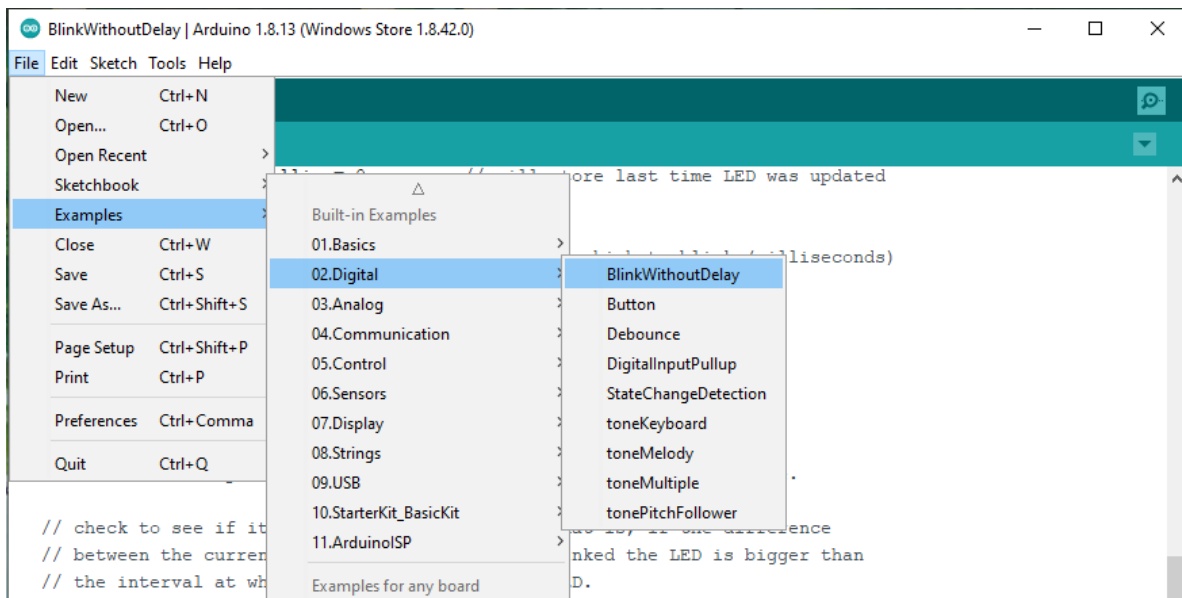 BlinkWithoutDelay | Arduino 1.8.13 (Windows Store 1.8.42.0)
File Edit Sketch Tools Help
New Ctrl+N
Open... Ctrl+O
Open Recent
Sketchbook
Examples
Close Ctrl+W
Save Ctrl+S
Save As... Ctrl+Shift+S
Page Setup Ctrl+Shift+P
Print Ctrl+P
Preferences Ctrl+Comma
Quit Ctrl+Q
Built-in Examples
01.Basics
02.Digital
03.Analog
04.Communication
05.Control
06.Sensors
07.Display
08.Strings
09.USB
10.StarterKit_BasicKit
11.ArduinoISP
Examples for any board
BlinkWithoutDelay
Button
Debounce
DigitalInputPullup
StateChangeDetection
toneKeyboard
toneMelody
toneMultiple
tonePitchFollower
ore last time LED was updated
lliseconds)
// check to see if it difference
// between the curren nked the LED is bigger than
// the interval at wh D.